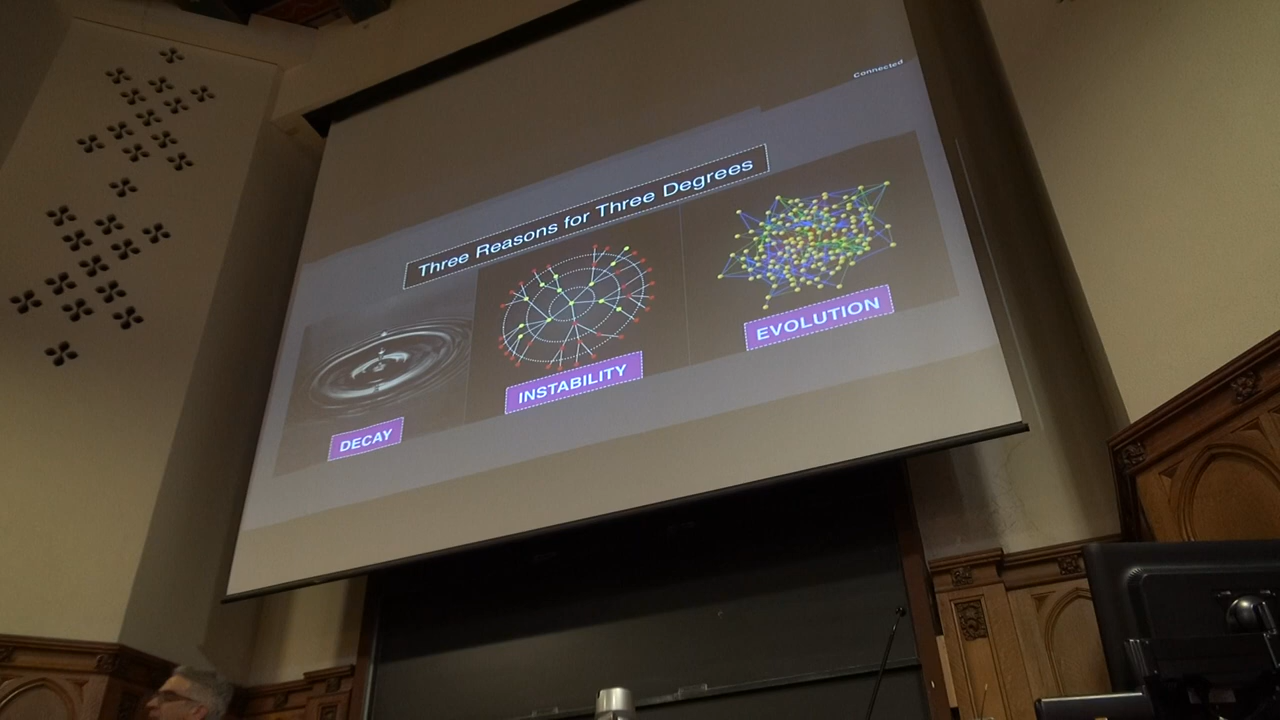 Connected
Three Reasons for Three Degrees
DECAY
INSTABILITY
EVOLUTION